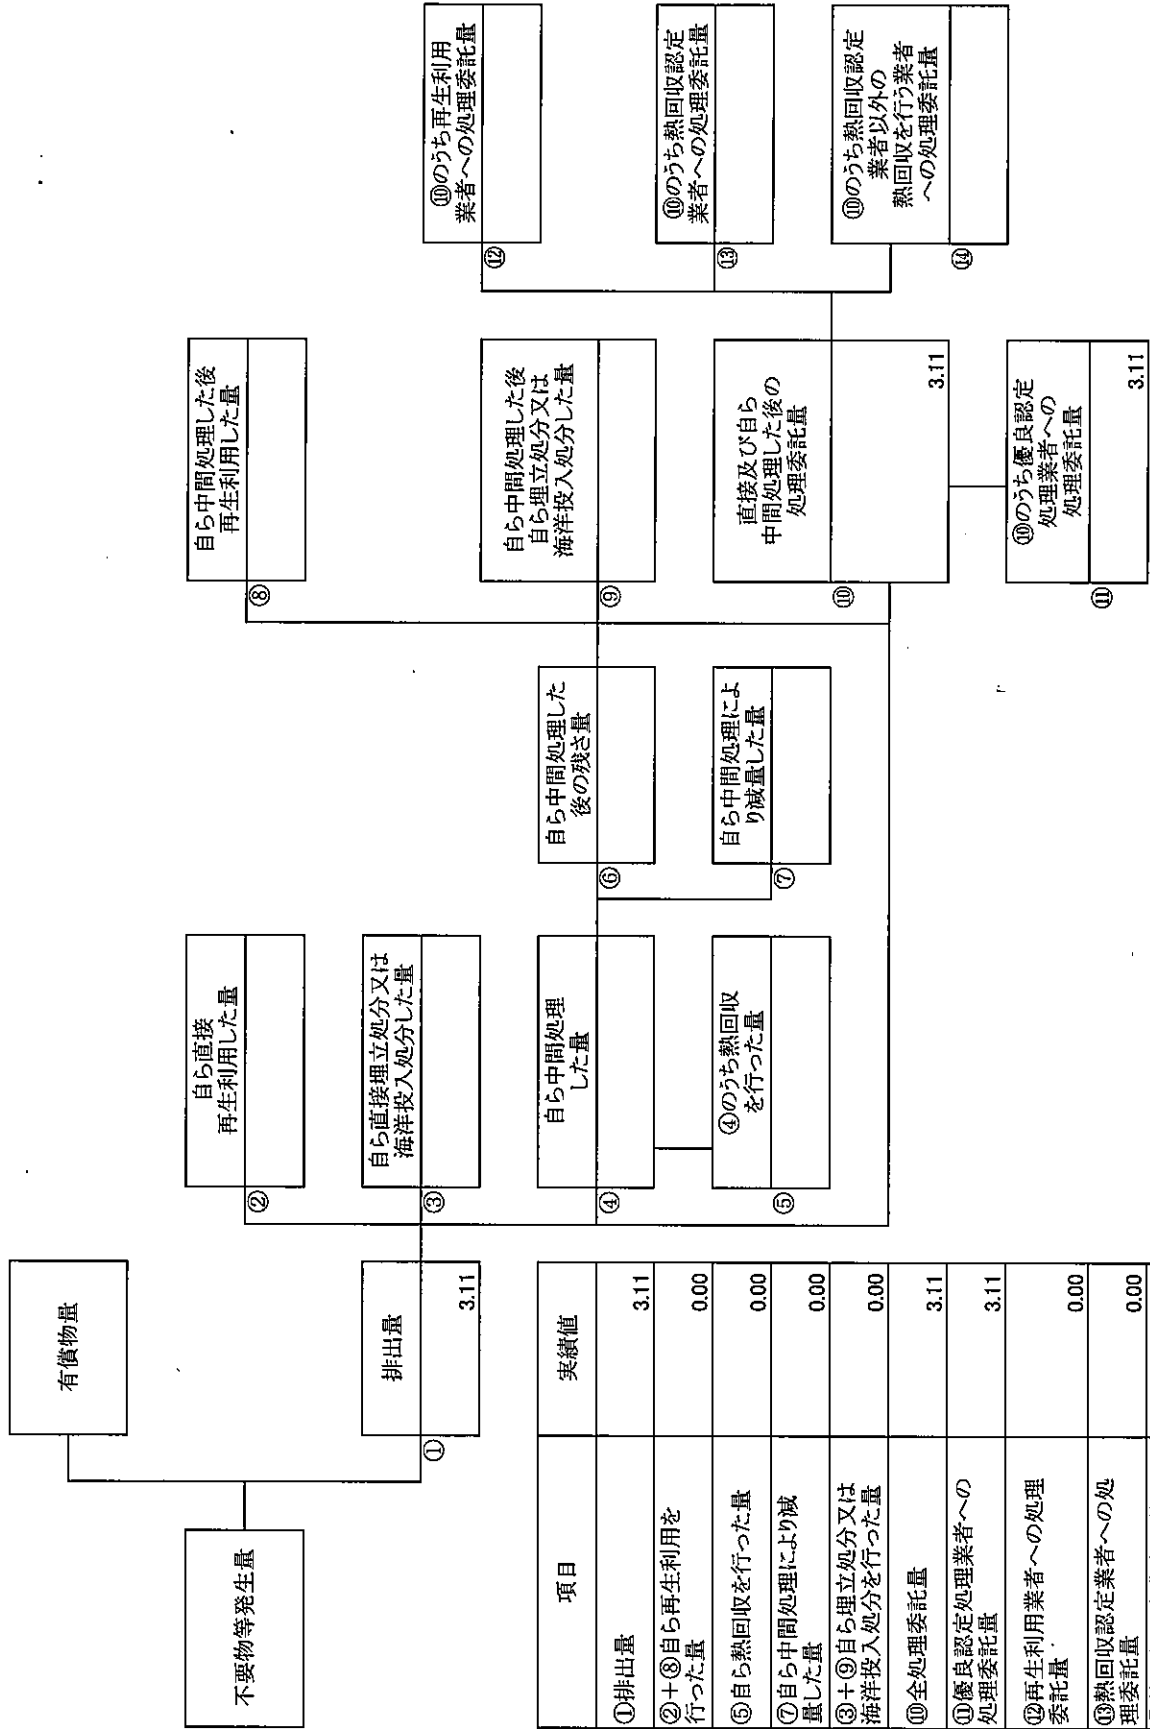 不要物等発生量
有償物量
排出量
①
3.11
自ら直接
再生利用した量
②
自ら直接埋立処分又は
海洋投入処分した量
③
自ら中間処理
した量
④
④のうち熱回収
を行った量
⑤
自ら中間処理した
後の残さ量
⑥
自ら中間処理によ
り減量した量
⑦
自ら中間処理した後
再生利用した量
⑧
自ら中間処理した後
自ら埋立処分又は
海洋投入処分した量
⑨
直接及び自ら
中間処理した後の
処理委託量
⑩
3.11
⑩のうち優良認定
処理業者への
処理委託量
⑪
3.11
⑩のうち再生利用
業者への処理委託量
⑫
⑩のうち熱回収認定
業者への処理委託量
⑬
⑩のうち熱回収認定
業者以外の
熱回収を行う業者
への処理委託量
⑭
項目
実績値
①排出量
3.11
②+⑧自ら再生利用を
行った量
0.00
⑤自ら熱回収を行った量
0.00
⑦自ら中間処理により減
量した量
0.00
③+⑨自ら埋立処分又は
海洋投入処分を行った量
0.00
⑩全処理委託量
3.11
⑪優良認定処理業者への
処理委託量
3.11
⑫再生利用業者への処理
委託量
0.00
⑬熱回収認定業者への処
理委託量
0.00